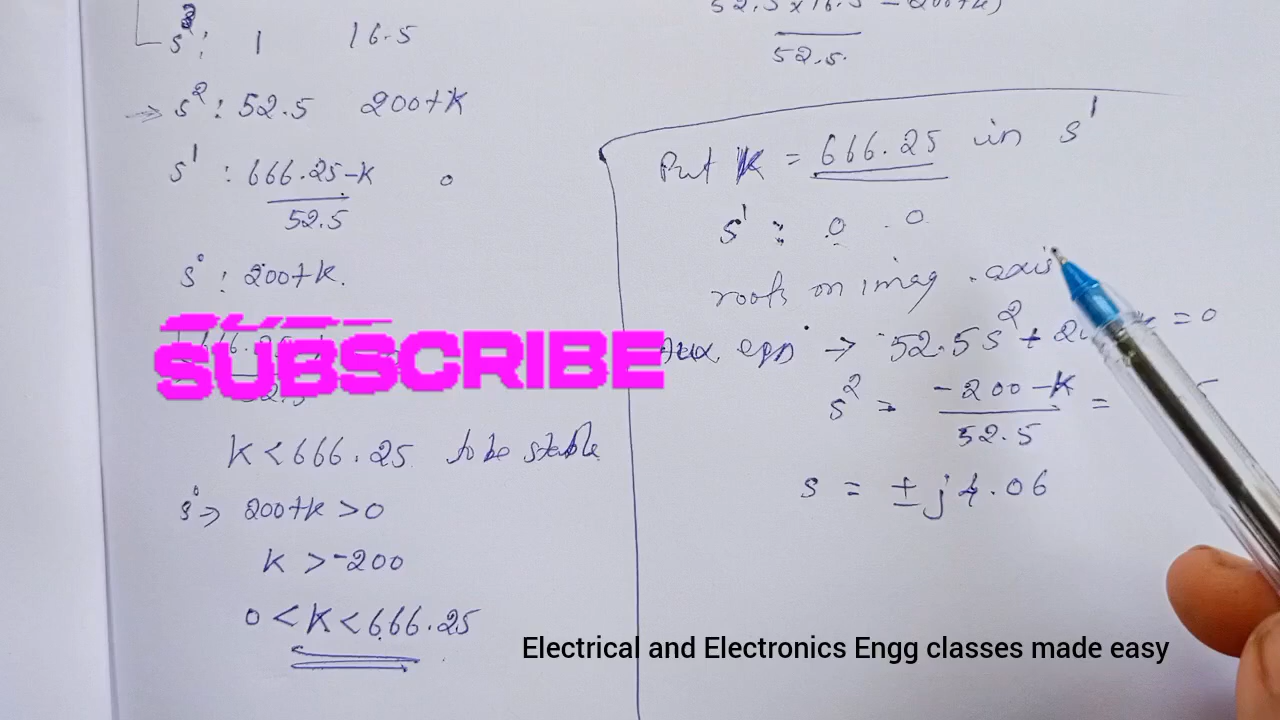 s³: 1 16.5
s²: 52.5 200+K
s¹ : 666.25-K 0
52.5
s° : 200+K.
SUBSCRIBE
52.5
K < 666.25 to be stable
s° => 200+K >0
K > -200
0 < K < 666.25
52.5
Put K = 666.25 in s¹
s¹ : 0 0
roots on imag. axis
Aux. eqn → 52.5s² + 20 = 0
s² = -200-K =
52.5
s = ± j 4.06
Electrical and Electronics Engg classes made easy